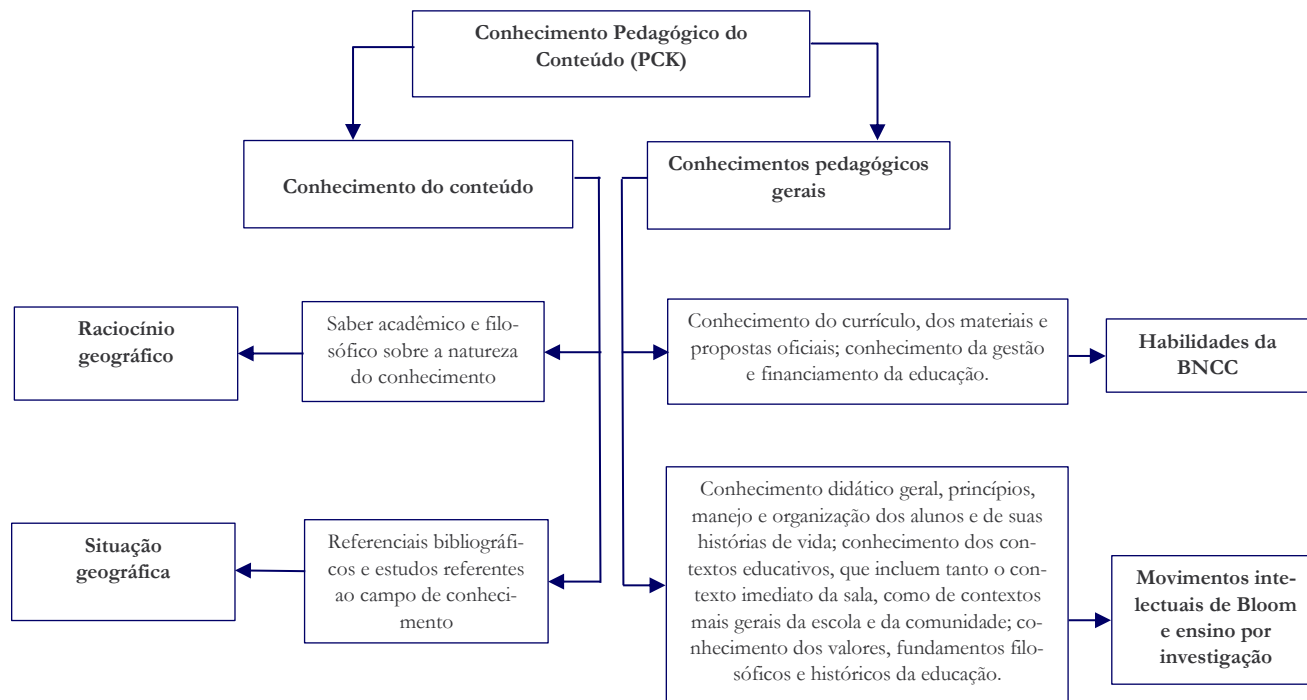 Conhecimento Pedagógico do
Conteúdo (PCK)
Conhecimento do conteúdo
Conhecimentos pedagógicos
gerais
Raciocínio
geográfico
Saber acadêmico e filo-
sófico sobre a natureza
do conhecimento
Conhecimento do currículo, dos materiais e
propostas oficiais; conhecimento da gestão
e financiamento da educação.
Habilidades da
BNCC
Situação
geográfica
Referenciais bibliográfi-
cos e estudos referentes
ao campo de conheci-
mento
Conhecimento didático geral, princípios,
manejo e organização dos alunos e de suas
histórias de vida; conhecimento dos con-
textos educativos, que incluem tanto o con-
texto imediato da sala, como de contextos
mais gerais da escola e da comunidade; co-
nhecimento dos valores, fundamentos filo-
sóficos e históricos da educação.
Movimentos inte-
lectuais de Bloom
e ensino por
investigação